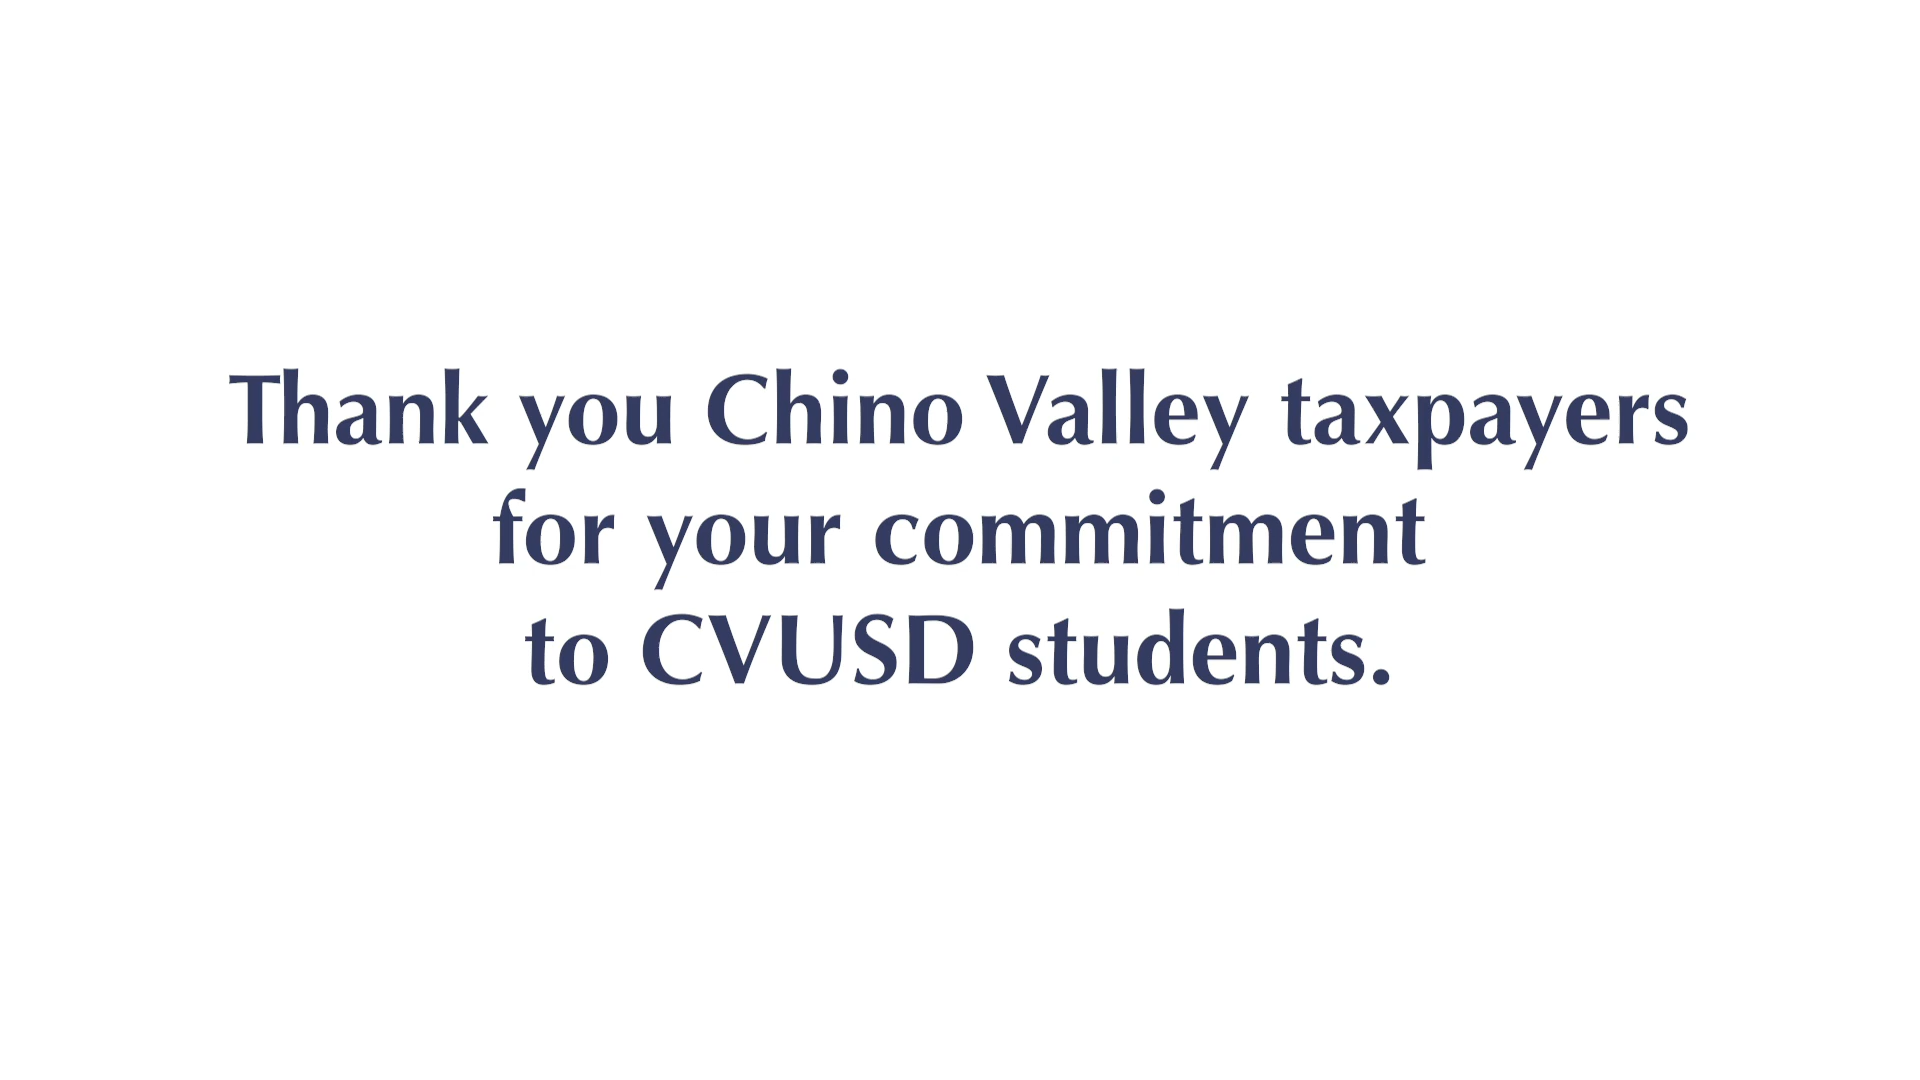 Thank you Chino Valley taxpayers
for your commitment
to CVUSD students.